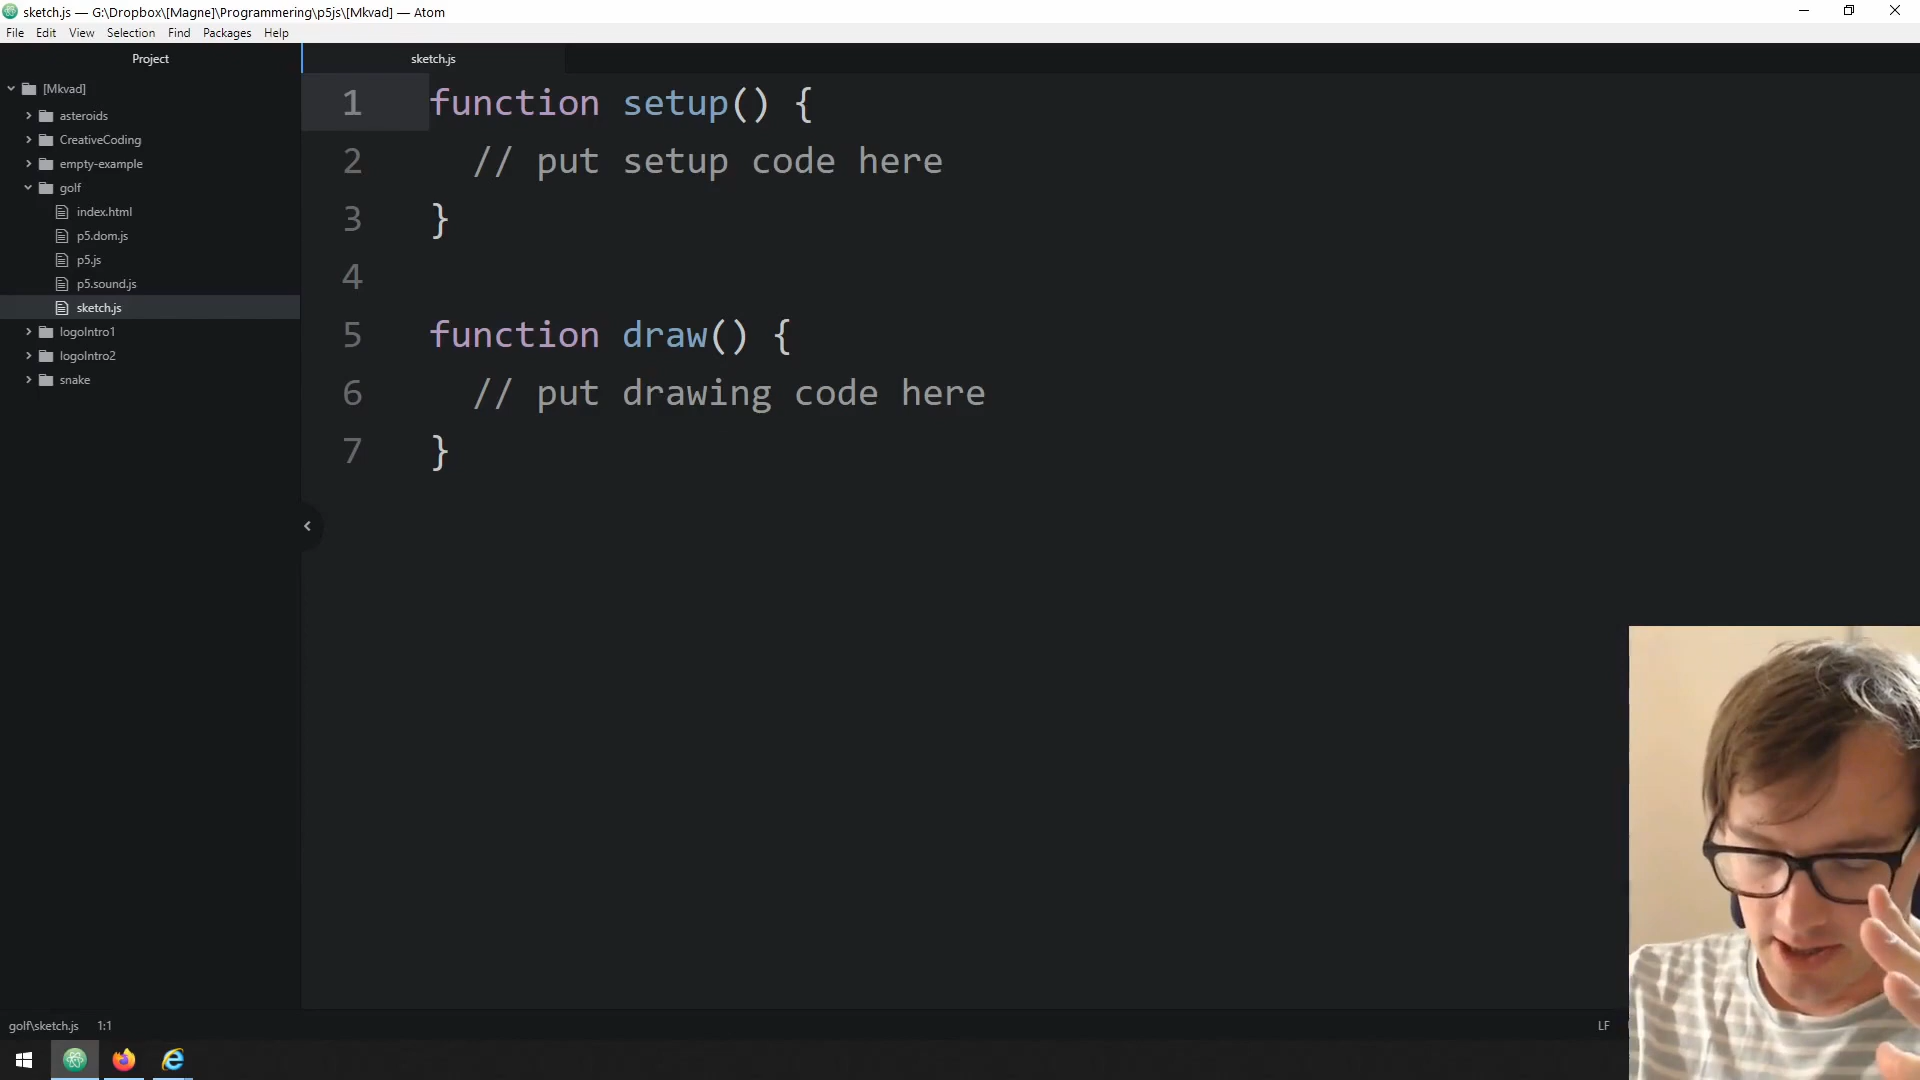 sketch.js — G:\Dropbox\[Magne]\Programmering\p5js\[Mkvad] — Atom
File Edit View Selection Find Packages Help
Project
sketch.js
[Mkvad]
asteroids
CreativeCoding
empty-example
golf
index.html
p5.dom.js
p5.js
p5.sound.js
sketch.js
logoIntro1
logoIntro2
snake
1 function setup() {
2 // put setup code here
3 }
4
5 function draw() {
6 // put drawing code here
7 }
golf\sketch.js 1:1
LF